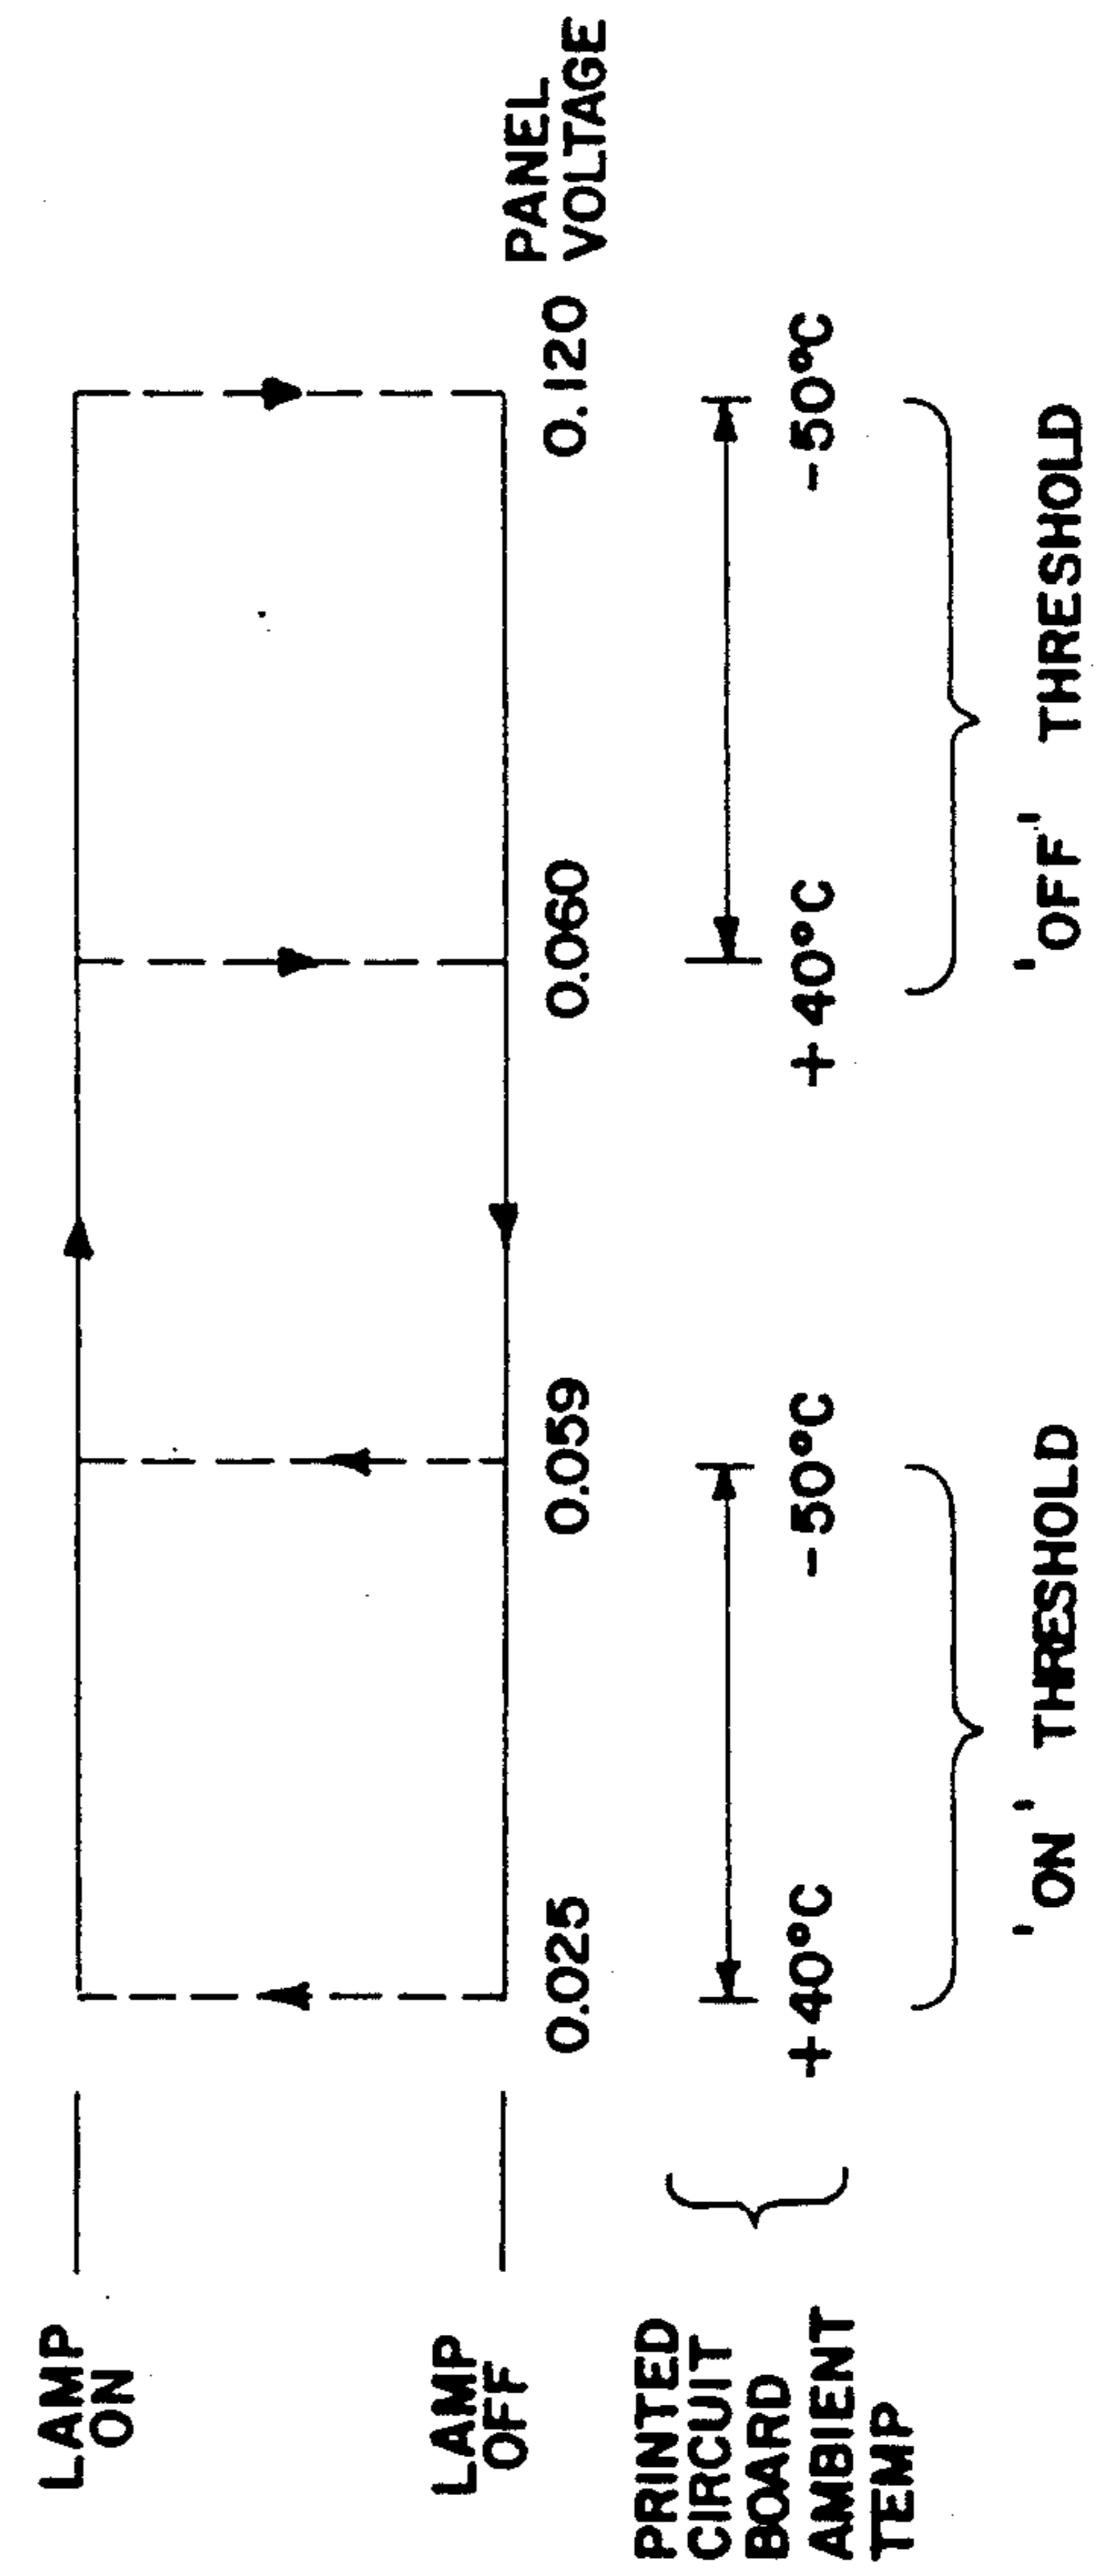 LAMP
ON
LAMP
OFF
0.025
0.059
0.060
0.120
PANEL
VOLTAGE
PRINTED
CIRCUIT
BOARD
AMBIENT
TEMP
+40°C
-50°C
+40°C
-50°C
'ON' THRESHOLD
'OFF' THRESHOLD